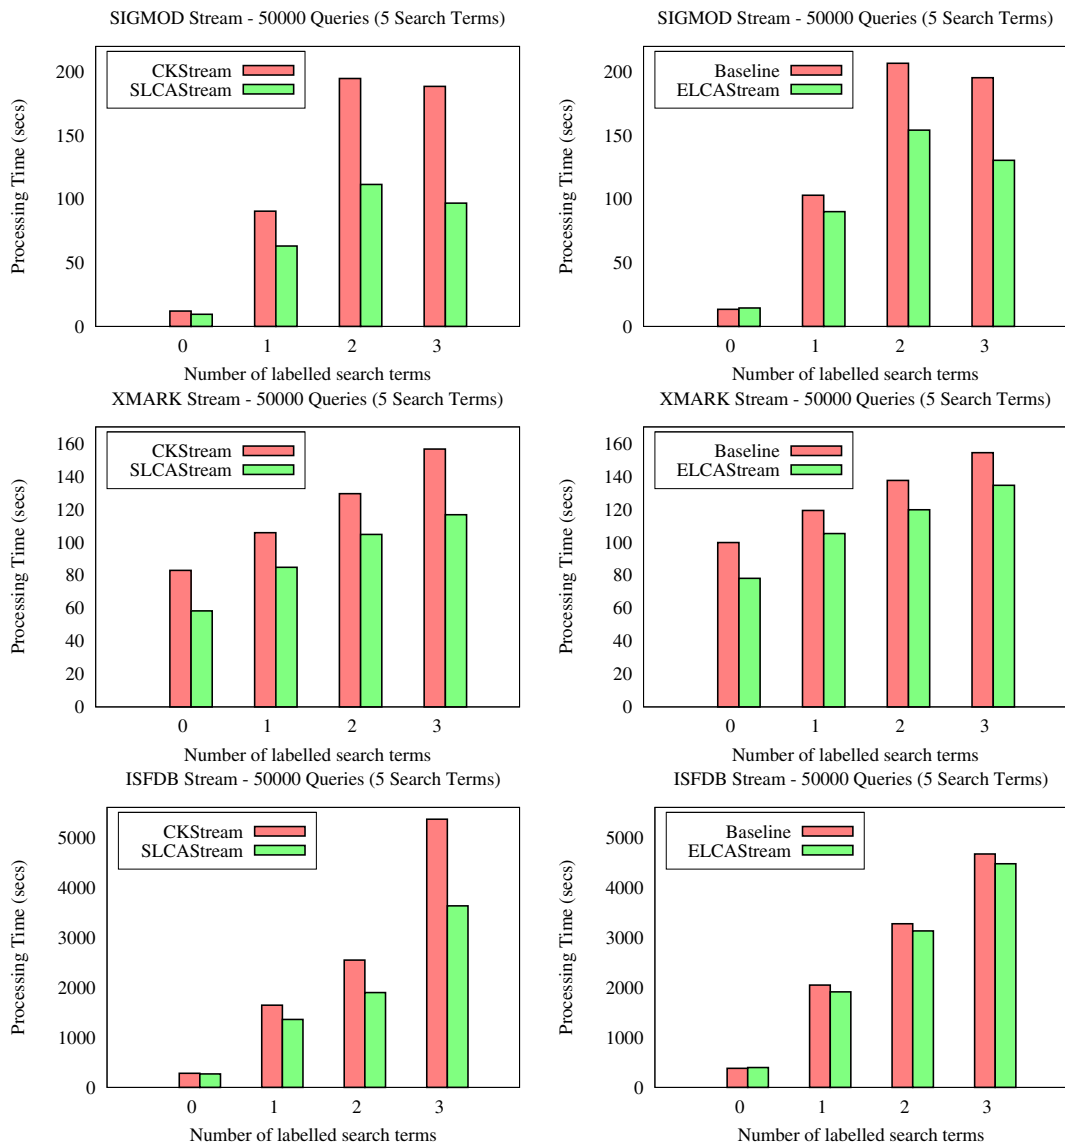 SIGMOD Stream - 50000 Queries (5 Search Terms)
Processing Time (secs)
200
150
100
50
0
CKStream
SLCAStream
0 1 2 3
Number of labelled search terms
SIGMOD Stream - 50000 Queries (5 Search Terms)
Processing Time (secs)
200
150
100
50
0
Baseline
ELCAStream
0 1 2 3
Number of labelled search terms
XMARK Stream - 50000 Queries (5 Search Terms)
Processing Time (secs)
160
140
120
100
80
60
40
20
0
CKStream
SLCAStream
0 1 2 3
Number of labelled search terms
XMARK Stream - 50000 Queries (5 Search Terms)
Processing Time (secs)
160
140
120
100
80
60
40
20
0
Baseline
ELCAStream
0 1 2 3
Number of labelled search terms
ISFDB Stream - 50000 Queries (5 Search Terms)
Processing Time (secs)
5000
4000
3000
2000
1000
0
CKStream
SLCAStream
0 1 2 3
Number of labelled search terms
ISFDB Stream - 50000 Queries (5 Search Terms)
Processing Time (secs)
5000
4000
3000
2000
1000
0
Baseline
ELCAStream
0 1 2 3
Number of labelled search terms